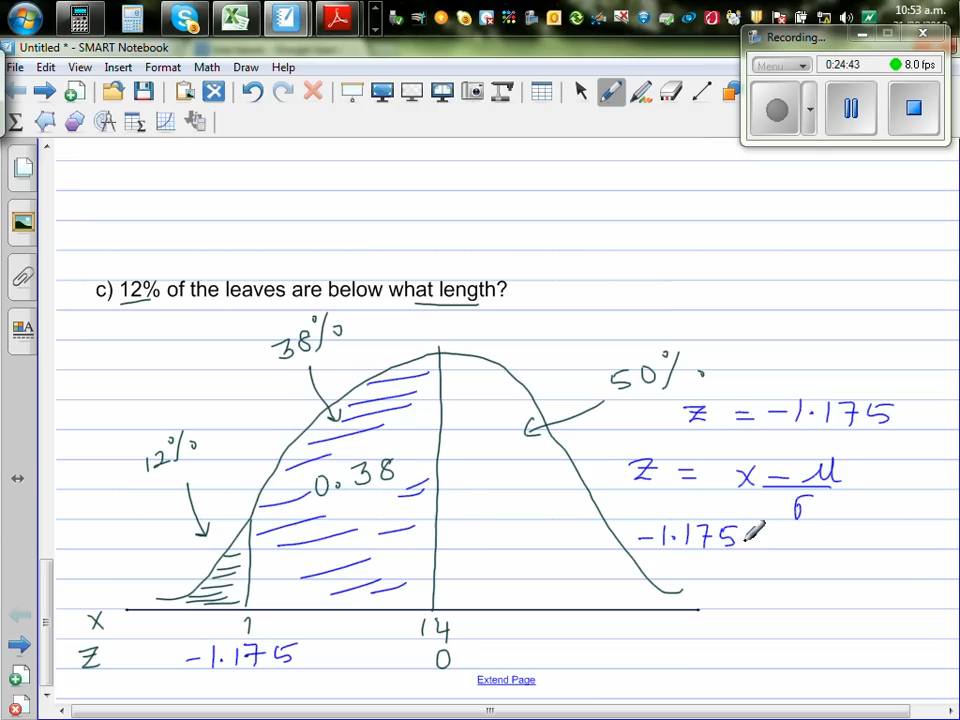 10:53 a.m.
Untitled * - SMART Notebook
Recording...
File Edit View Insert Format Math Draw Help
Menu
0:24:43
8.0 fps
c) 12% of the leaves are below what length?
38%
50%
z = -1.175
12%
0.38
z = x - μ
σ
-1.175
x ? 14
z -1.175 0
Extend Page